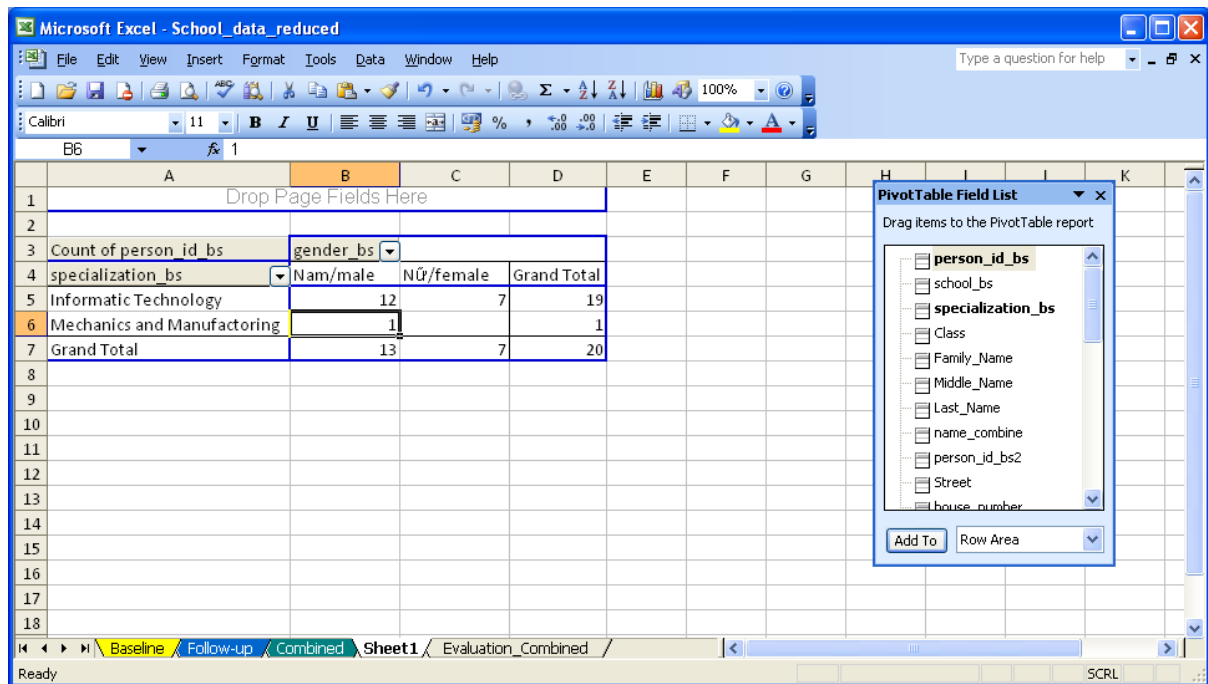 Microsoft Excel - School_data_reduced
File Edit View Insert Format Tools Data Window Help Type a question for help
100%
Calibri 11 B I U
B6 fx 1
A B C D E F G H I J K
1 Drop Page Fields Here
2
3 Count of person_id_bs gender_bs
4 specialization_bs Nam/male Nữ/female Grand Total
5 Informatic Technology 12 7 19
6 Mechanics and Manufactoring 1 1
7 Grand Total 13 7 20
8
9
10
11
12
13
14
15
16
17
18
PivotTable Field List
Drag items to the PivotTable report
person_id_bs
school_bs
specialization_bs
Class
Family_Name
Middle_Name
Last_Name
name_combine
person_id_bs2
Street
house_number
Add To Row Area
Baseline Follow-up Combined Sheet1 Evaluation_Combined
Ready SCRL